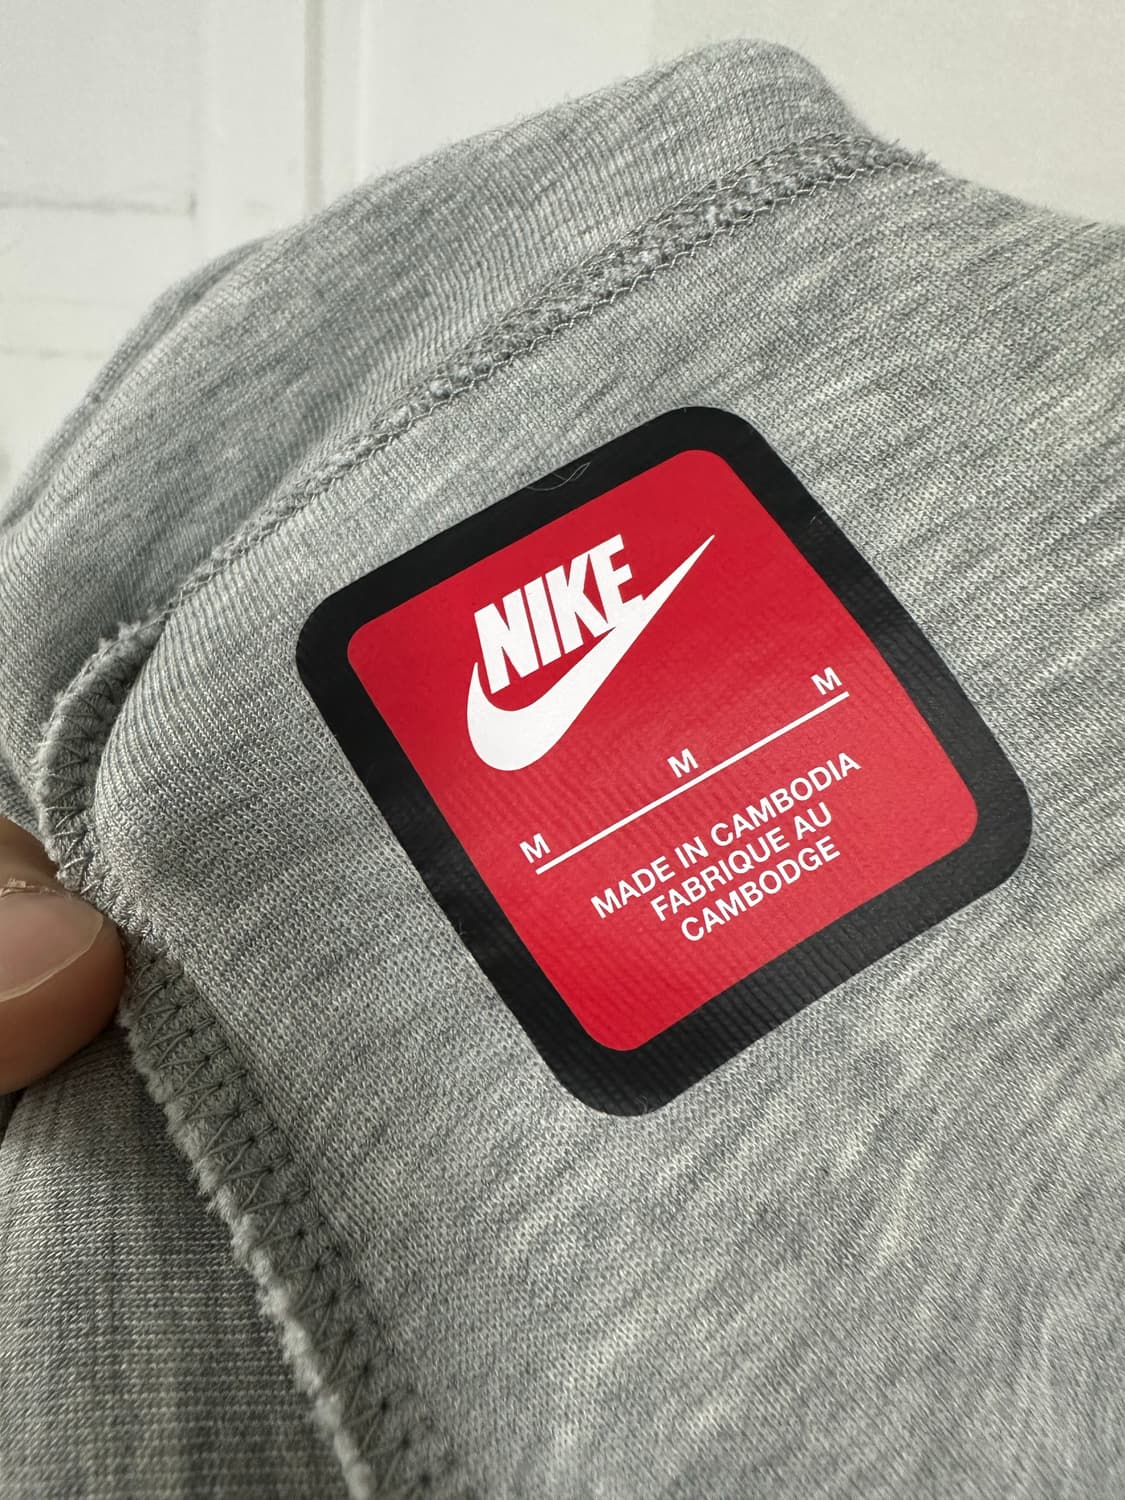 NIKE
M M M
MADE IN CAMBODIA
FABRIQUE AU
CAMBODGE